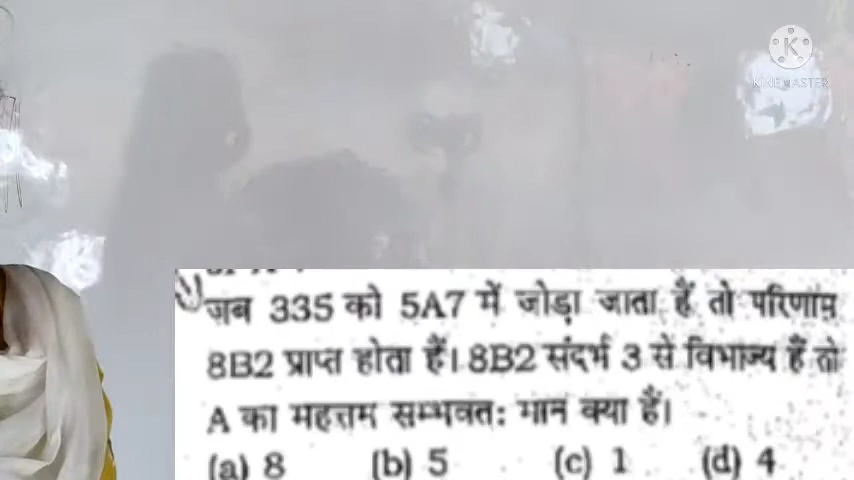 K
KINEMASTER
जब 335 को 5A7 में जोड़ा जाता हैं तो परिणाम
8B2 प्राप्त होता हैं। 8B2 संदर्भ 3 से विभाज्य हैं तो
A का महत्तम सम्भवतः मान क्या हैं।
(a) 8 (b) 5 (c) 1 (d) 4